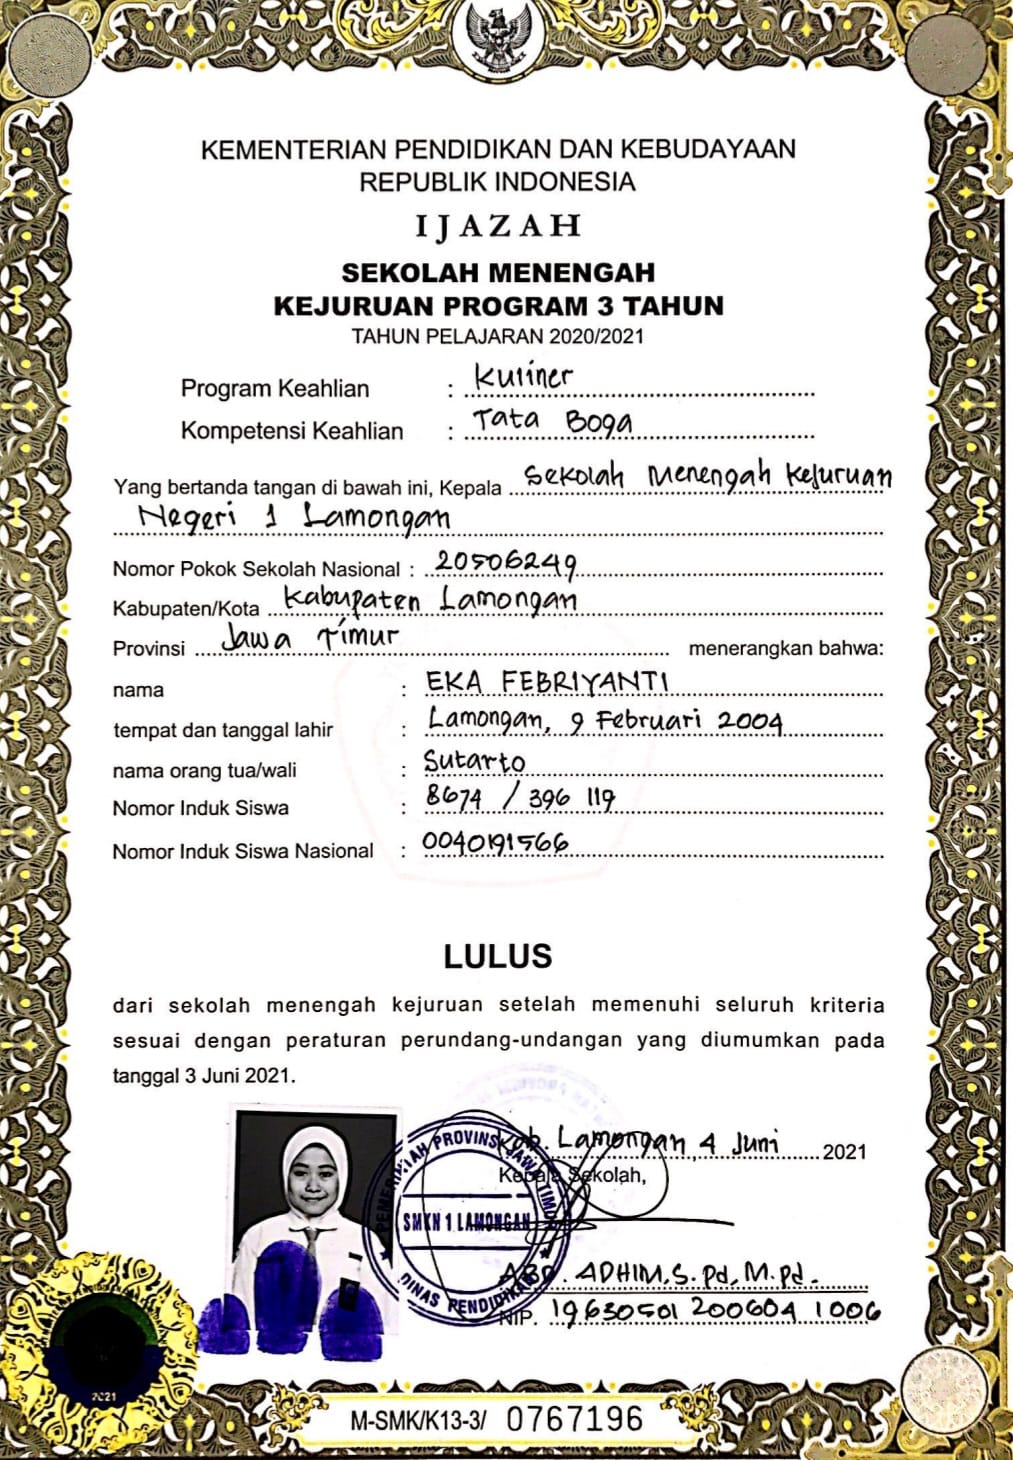 KEMENTERIAN PENDIDIKAN DAN KEBUDAYAAN
REPUBLIK INDONESIA
IJAZAH
SEKOLAH MENENGAH
KEJURUAN PROGRAM 3 TAHUN
TAHUN PELAJARAN 2020/2021
Program Keahlian : Kuliner
Kompetensi Keahlian : Tata Boga
Yang bertanda tangan di bawah ini, Kepala Sekolah Menengah Kejuruan
Negeri 1 Lamongan
Nomor Pokok Sekolah Nasional : 20506249
Kabupaten/Kota Kabupaten Lamongan
Provinsi Jawa Timur menerangkan bahwa:
nama : EKA FEBRIYANTI
tempat dan tanggal lahir : Lamongan, 9 Februari 2004
nama orang tua/wali : Sutarto
Nomor Induk Siswa : 8674 / 396 119
Nomor Induk Siswa Nasional : 0040191566
LULUS
dari sekolah menengah kejuruan setelah memenuhi seluruh kriteria
sesuai dengan peraturan perundang-undangan yang diumumkan pada
tanggal 3 Juni 2021.
Kab. Lamongan, 4 Juni 2021
Kepala Sekolah,
PEMERINTAH PROVINSI JAWA TIMUR
SMKN 1 LAMONGAN
DINAS PENDIDIKAN
ABD. ADHIM, S.Pd, M.Pd.
NIP. 19630501 200604 1 006
2021
M-SMK/K13-3/ 0767196